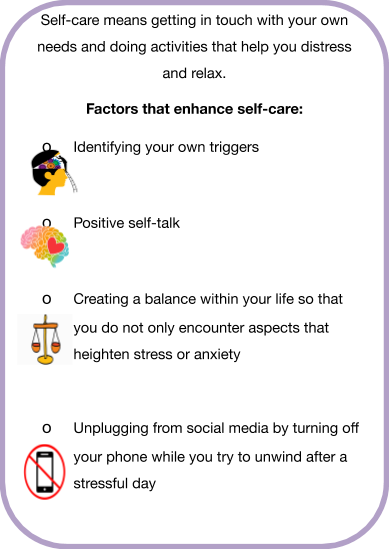 Self-care means getting in touch with your own
needs and doing activities that help you distress
and relax.
Factors that enhance self-care:
o Identifying your own triggers
o Positive self-talk
o Creating a balance within your life so that
you do not only encounter aspects that
heighten stress or anxiety
o Unplugging from social media by turning off
your phone while you try to unwind after a
stressful day